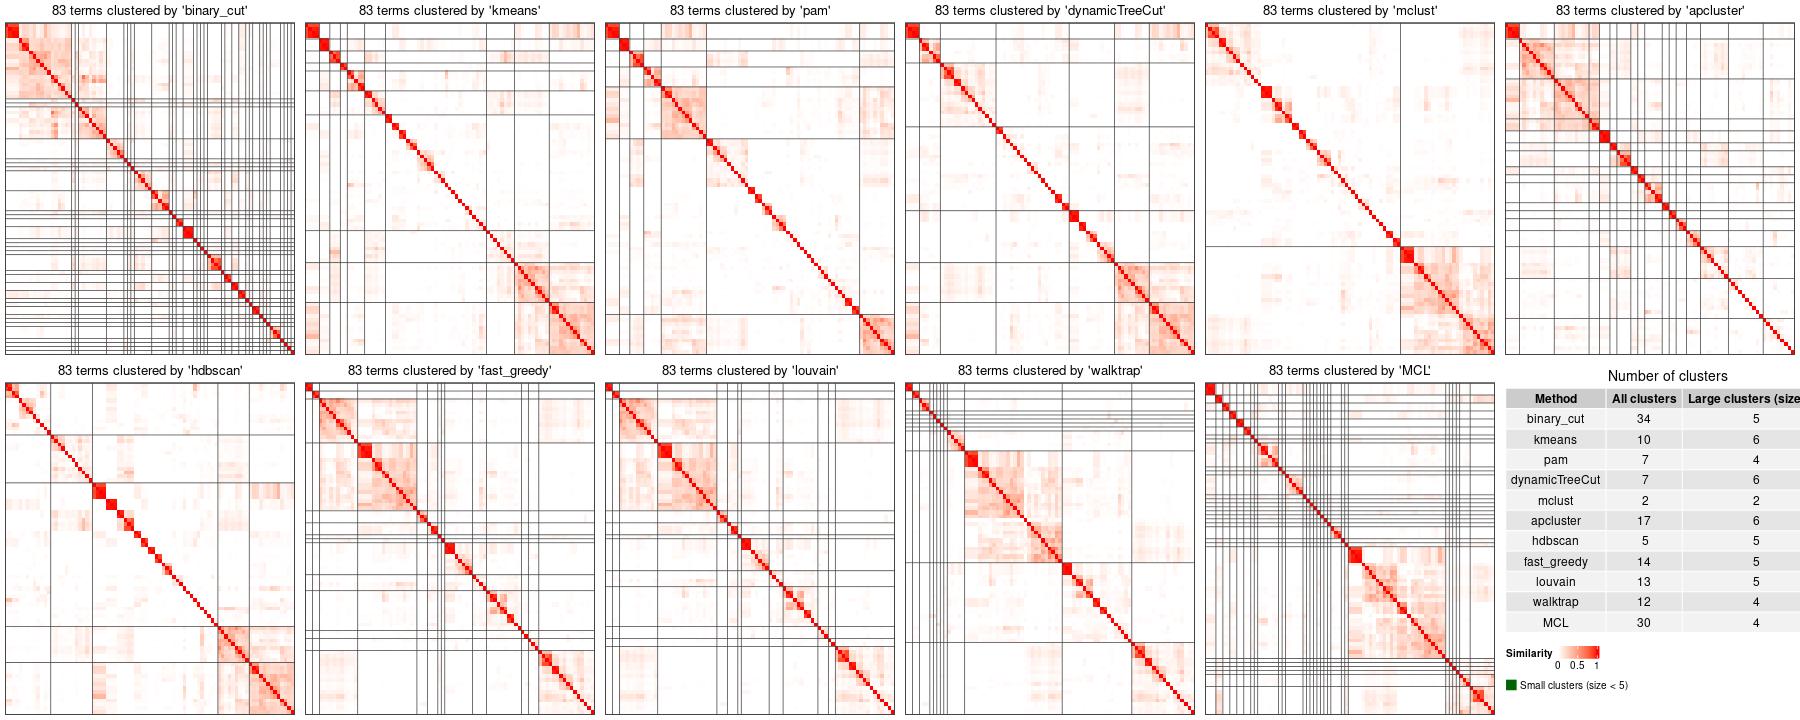 83 terms clustered by 'binary_cut'
83 terms clustered by 'kmeans'
83 terms clustered by 'pam'
83 terms clustered by 'dynamicTreeCut'
83 terms clustered by 'mclust'
83 terms clustered by 'apcluster'
83 terms clustered by 'hdbscan'
83 terms clustered by 'fast_greedy'
83 terms clustered by 'louvain'
83 terms clustered by 'walktrap'
83 terms clustered by 'MCL'
Number of clusters
Method All clusters Large clusters (size
binary_cut 34 5
kmeans 10 6
pam 7 4
dynamicTreeCut 7 6
mclust 2 2
apcluster 17 6
hdbscan 5 5
fast_greedy 14 5
louvain 13 5
walktrap 12 4
MCL 30 4
Similarity
0 0.5 1
Small clusters (size < 5)